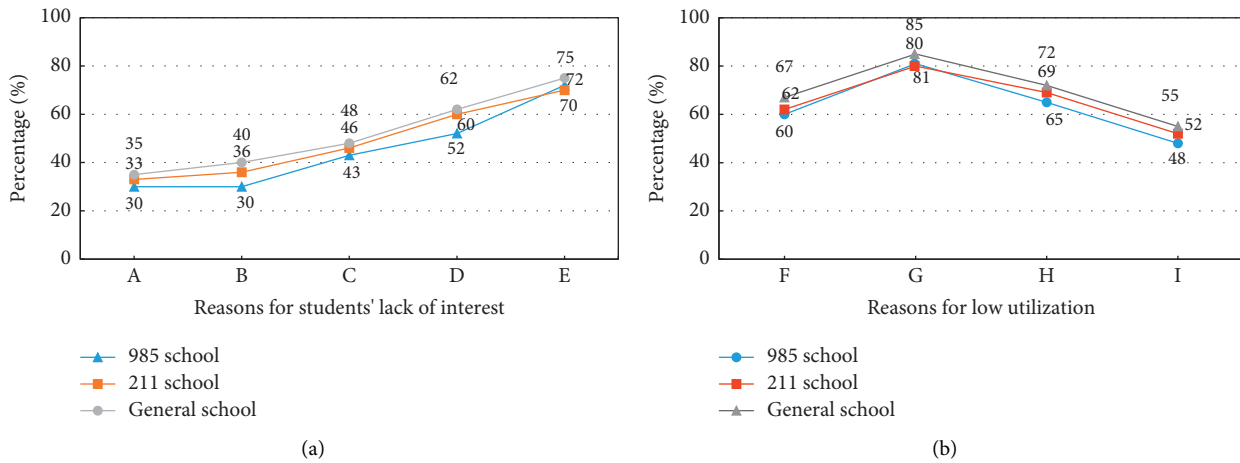 100
80
60
40
20
0
Percentage (%)
35
33
30
40
36
30
48
46
43
62
60
52
75
72
70
A B C D E
Reasons for students' lack of interest
985 school
211 school
General school
(a)
100
80
60
40
20
0
Percentage (%)
67
62
60
85
80
81
72
69
65
55
52
48
F G H I
Reasons for low utilization
985 school
211 school
General school
(b)